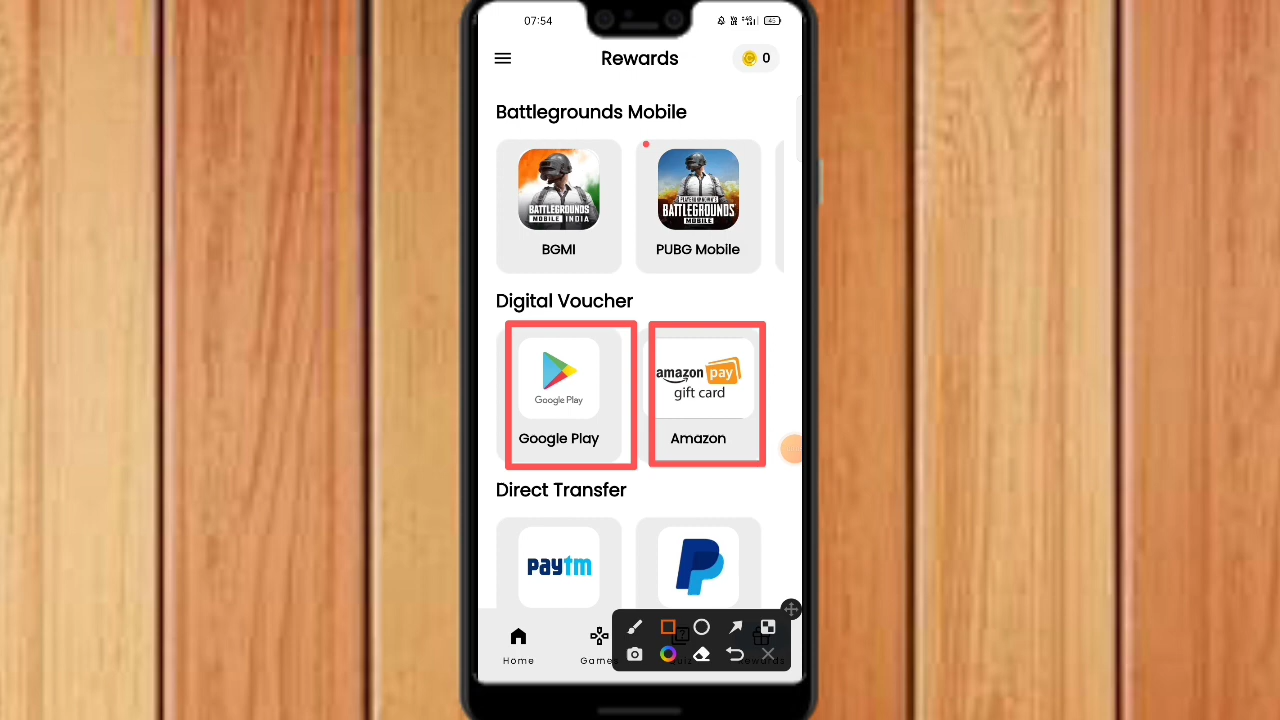 07:54
Rewards
0
Battlegrounds Mobile
BATTLEGROUNDS
MOBILE INDIA
BATTLEGROUNDS
MOBILE
BGMI
PUBG Mobile
Digital Voucher
Google Play
amazon pay
gift card
Google Play
Amazon
Direct Transfer
paytm
Home
Games